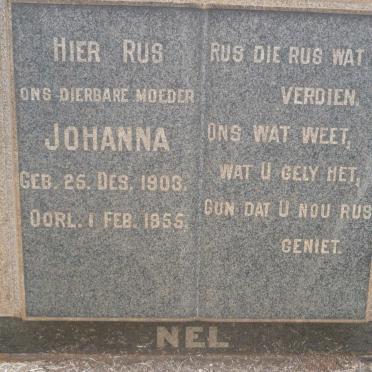 HIER RUS
ONS DIERBARE MOEDER
JOHANNA
GEB. 25. DES. 1903.
OORL. 1 FEB. 1955.
RUS DIE RUS WAT
VERDIEN.
ONS WAT WEET,
WAT U GELY HET,
GUN DAT U NOU RUS
GENIET.
NEL